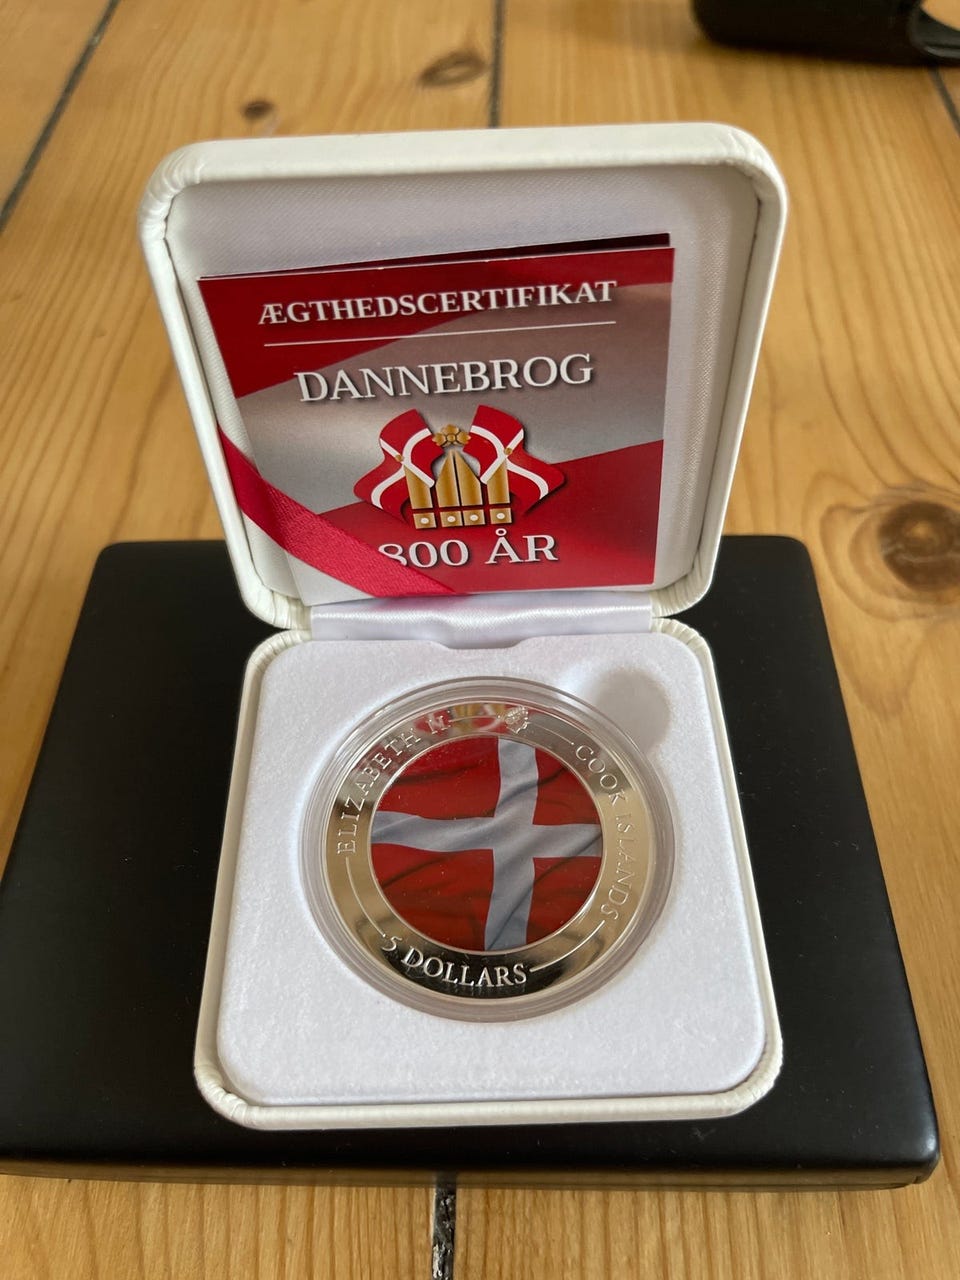 ÆGTHEDSCERTIFIKAT
DANNEBROG
800 ÅR
ELIZABETH II
COOK ISLANDS
5 DOLLARS